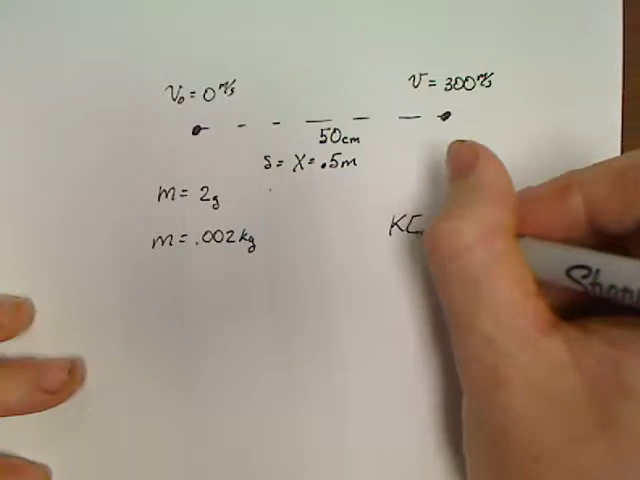 V₀ = 0 m/s
V = 300 m/s
50cm
S = X = .5m
m = 2g
m = .002kg
KE